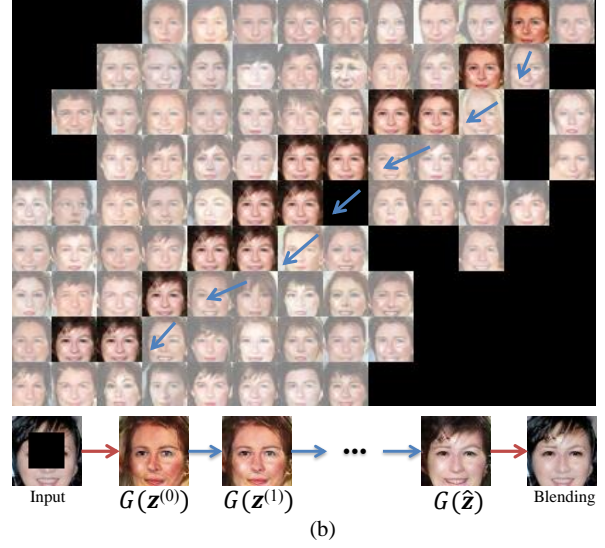 Input
G(z^(0))
G(z^(1))
•••
G(ẑ)
Blending
(b)